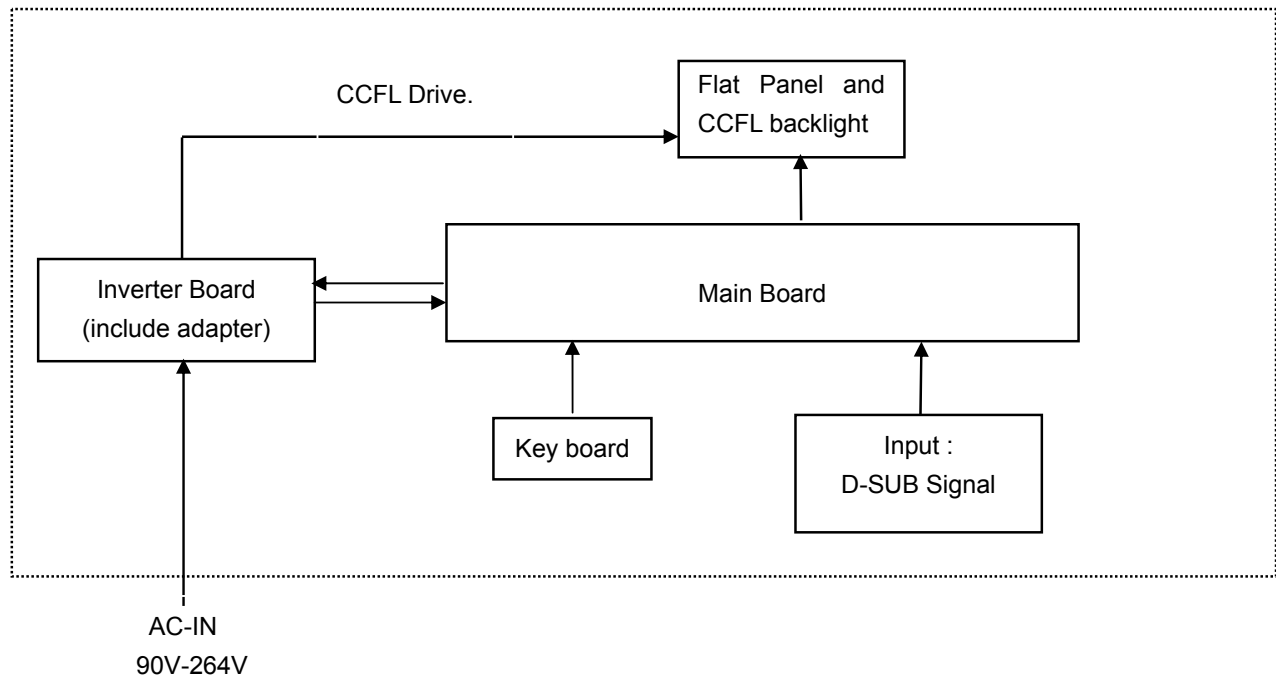 CCFL Drive.
Flat Panel and
CCFL backlight
Inverter Board
(include adapter)
Main Board
Key board
Input :
D-SUB Signal
AC-IN
90V-264V